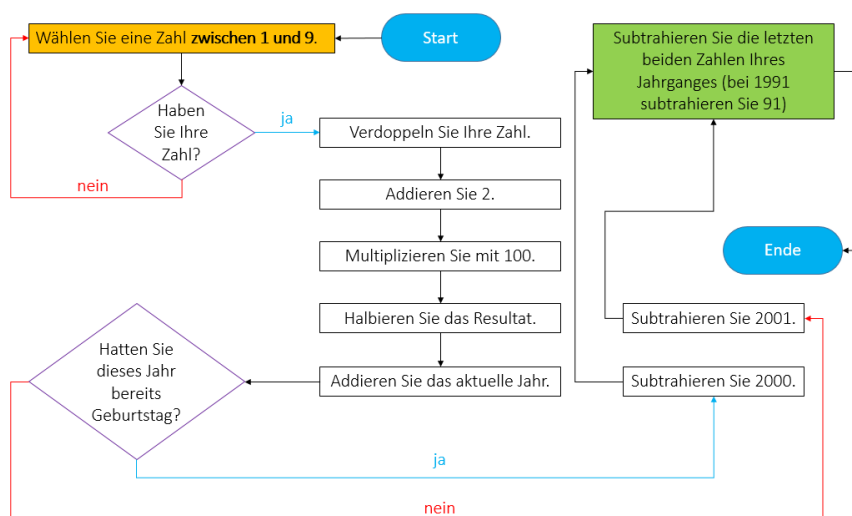 Start
Wählen Sie eine Zahl zwischen 1 und 9.
Haben
Sie Ihre
Zahl?
ja
nein
Verdoppeln Sie Ihre Zahl.
Addieren Sie 2.
Multiplizieren Sie mit 100.
Halbieren Sie das Resultat.
Addieren Sie das aktuelle Jahr.
Hatten Sie
dieses Jahr
bereits
Geburtstag?
ja
nein
Subtrahieren Sie 2000.
Subtrahieren Sie 2001.
Subtrahieren Sie die letzten
beiden Zahlen Ihres
Jahrganges (bei 1991
subtrahieren Sie 91)
Ende